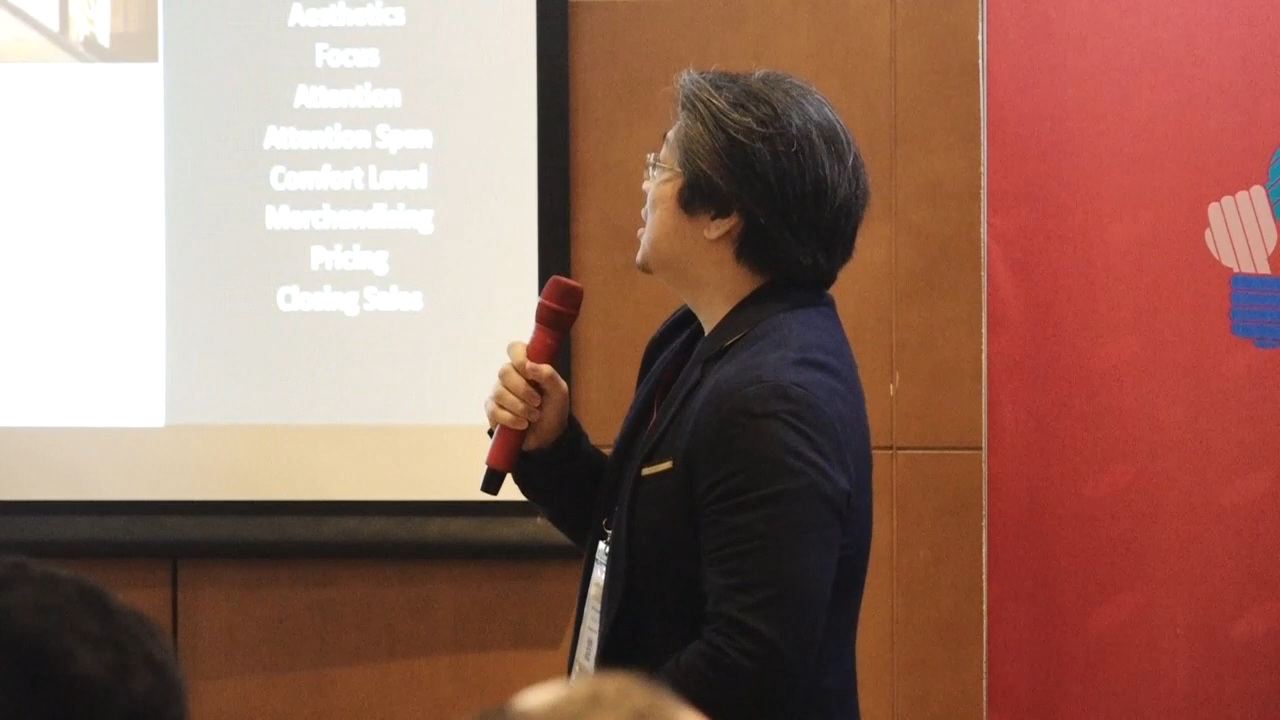 Aesthetics
Focus
Attention
Attention Span
Comfort Level
Merchandising
Pricing
Closing Sales